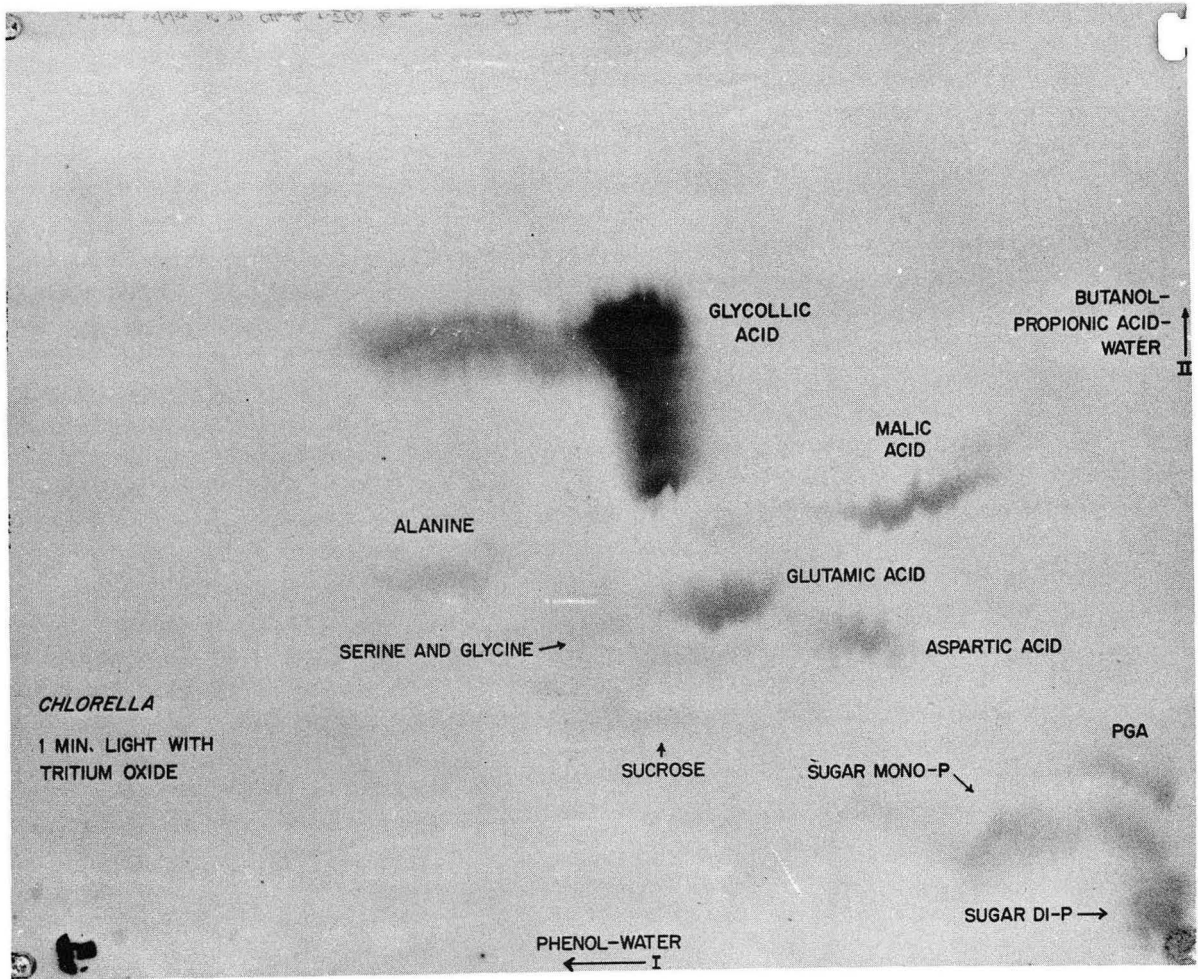 GLYCOLLIC
ACID
BUTANOL-
PROPIONIC ACID-
WATER
II
MALIC
ACID
ALANINE
GLUTAMIC ACID
SERINE AND GLYCINE
ASPARTIC ACID
CHLORELLA
1 MIN. LIGHT WITH
TRITIUM OXIDE
PGA
SUCROSE
SUGAR MONO-P
SUGAR DI-P
PHENOL-WATER
I